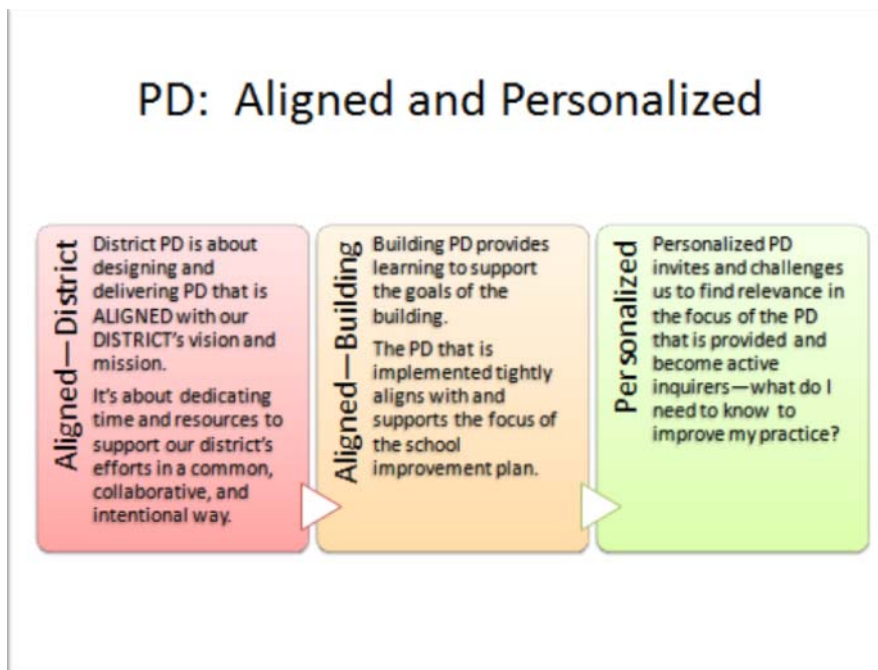 PD:  Aligned and Personalized
Aligned—District
District PD is about
designing and
delivering PD that is
ALIGNED with our
DISTRICT's vision and
mission.
It's about dedicating
time and resources to
support our district's
efforts in a common,
collaborative, and
intentional way.
Aligned—Building
Building PD provides
learning to support
the goals of the
building.
The PD that is
implemented tightly
aligns with and
supports the focus of
the school
improvement plan.
Personalized
Personalized PD
invites and challenges
us to find relevance in
the focus of the PD
that is provided and
become active
inquirers—what do I
need to know to
improve my practice?